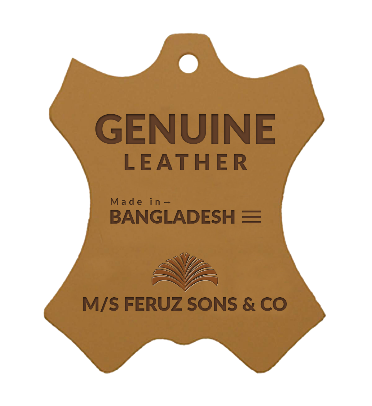 GENUINE
LEATHER
Made in–
BANGLADESH
M/S FERUZ SONS & CO